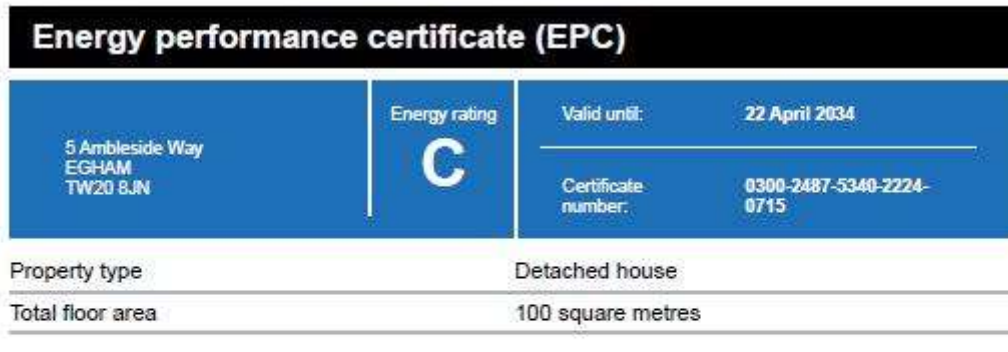 Energy performance certificate (EPC)
5 Ambleside Way
EGHAM
TW20 8JN
Energy rating
C
Valid until: 22 April 2034
Certificate number: 0300-2487-5340-2224-0715
Property type Detached house
Total floor area 100 square metres